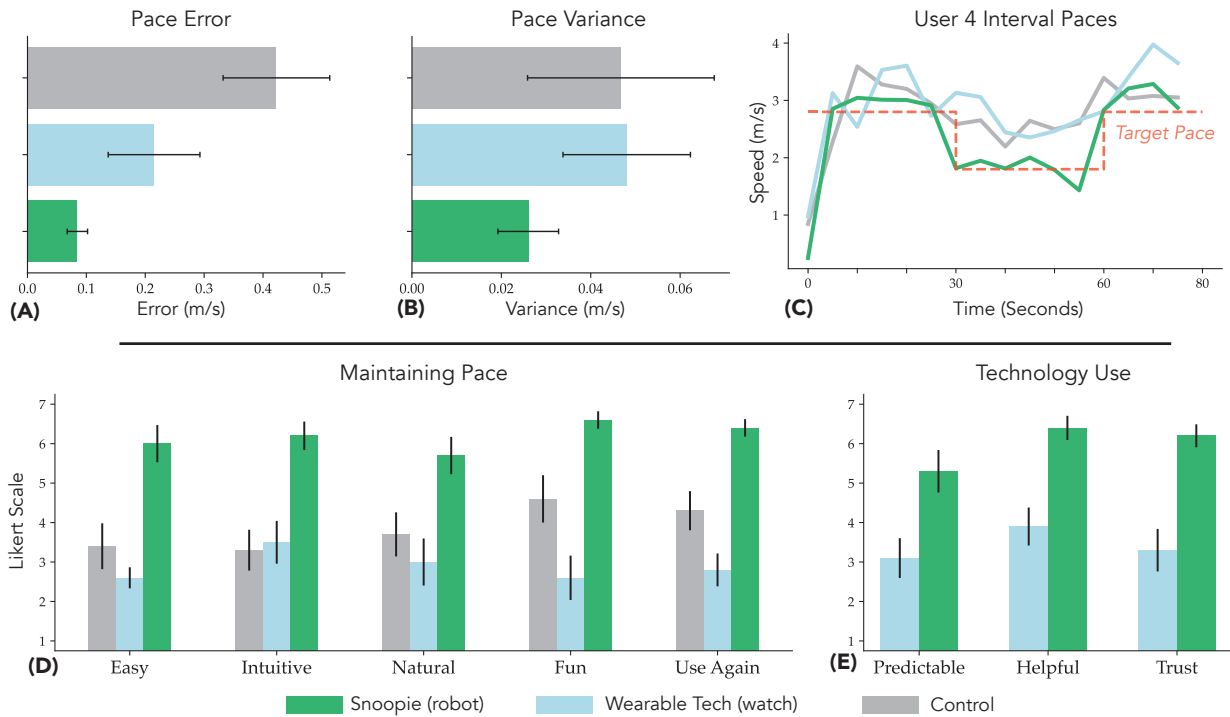 Pace Error
0.0 0.1 0.2 0.3 0.4 0.5
(A) Error (m/s)
Pace Variance
0.00 0.02 0.04 0.06
(B) Variance (m/s)
User 4 Interval Paces
4
3
2
1
Speed (m/s)
Target Pace
0 30 60 80
(C) Time (Seconds)
Maintaining Pace
7
6
5
4
3
2
1
Likert Scale
(D) Easy Intuitive Natural Fun Use Again
Technology Use
7
6
5
4
3
2
1
(E) Predictable Helpful Trust
Snoopie (robot) Wearable Tech (watch) Control